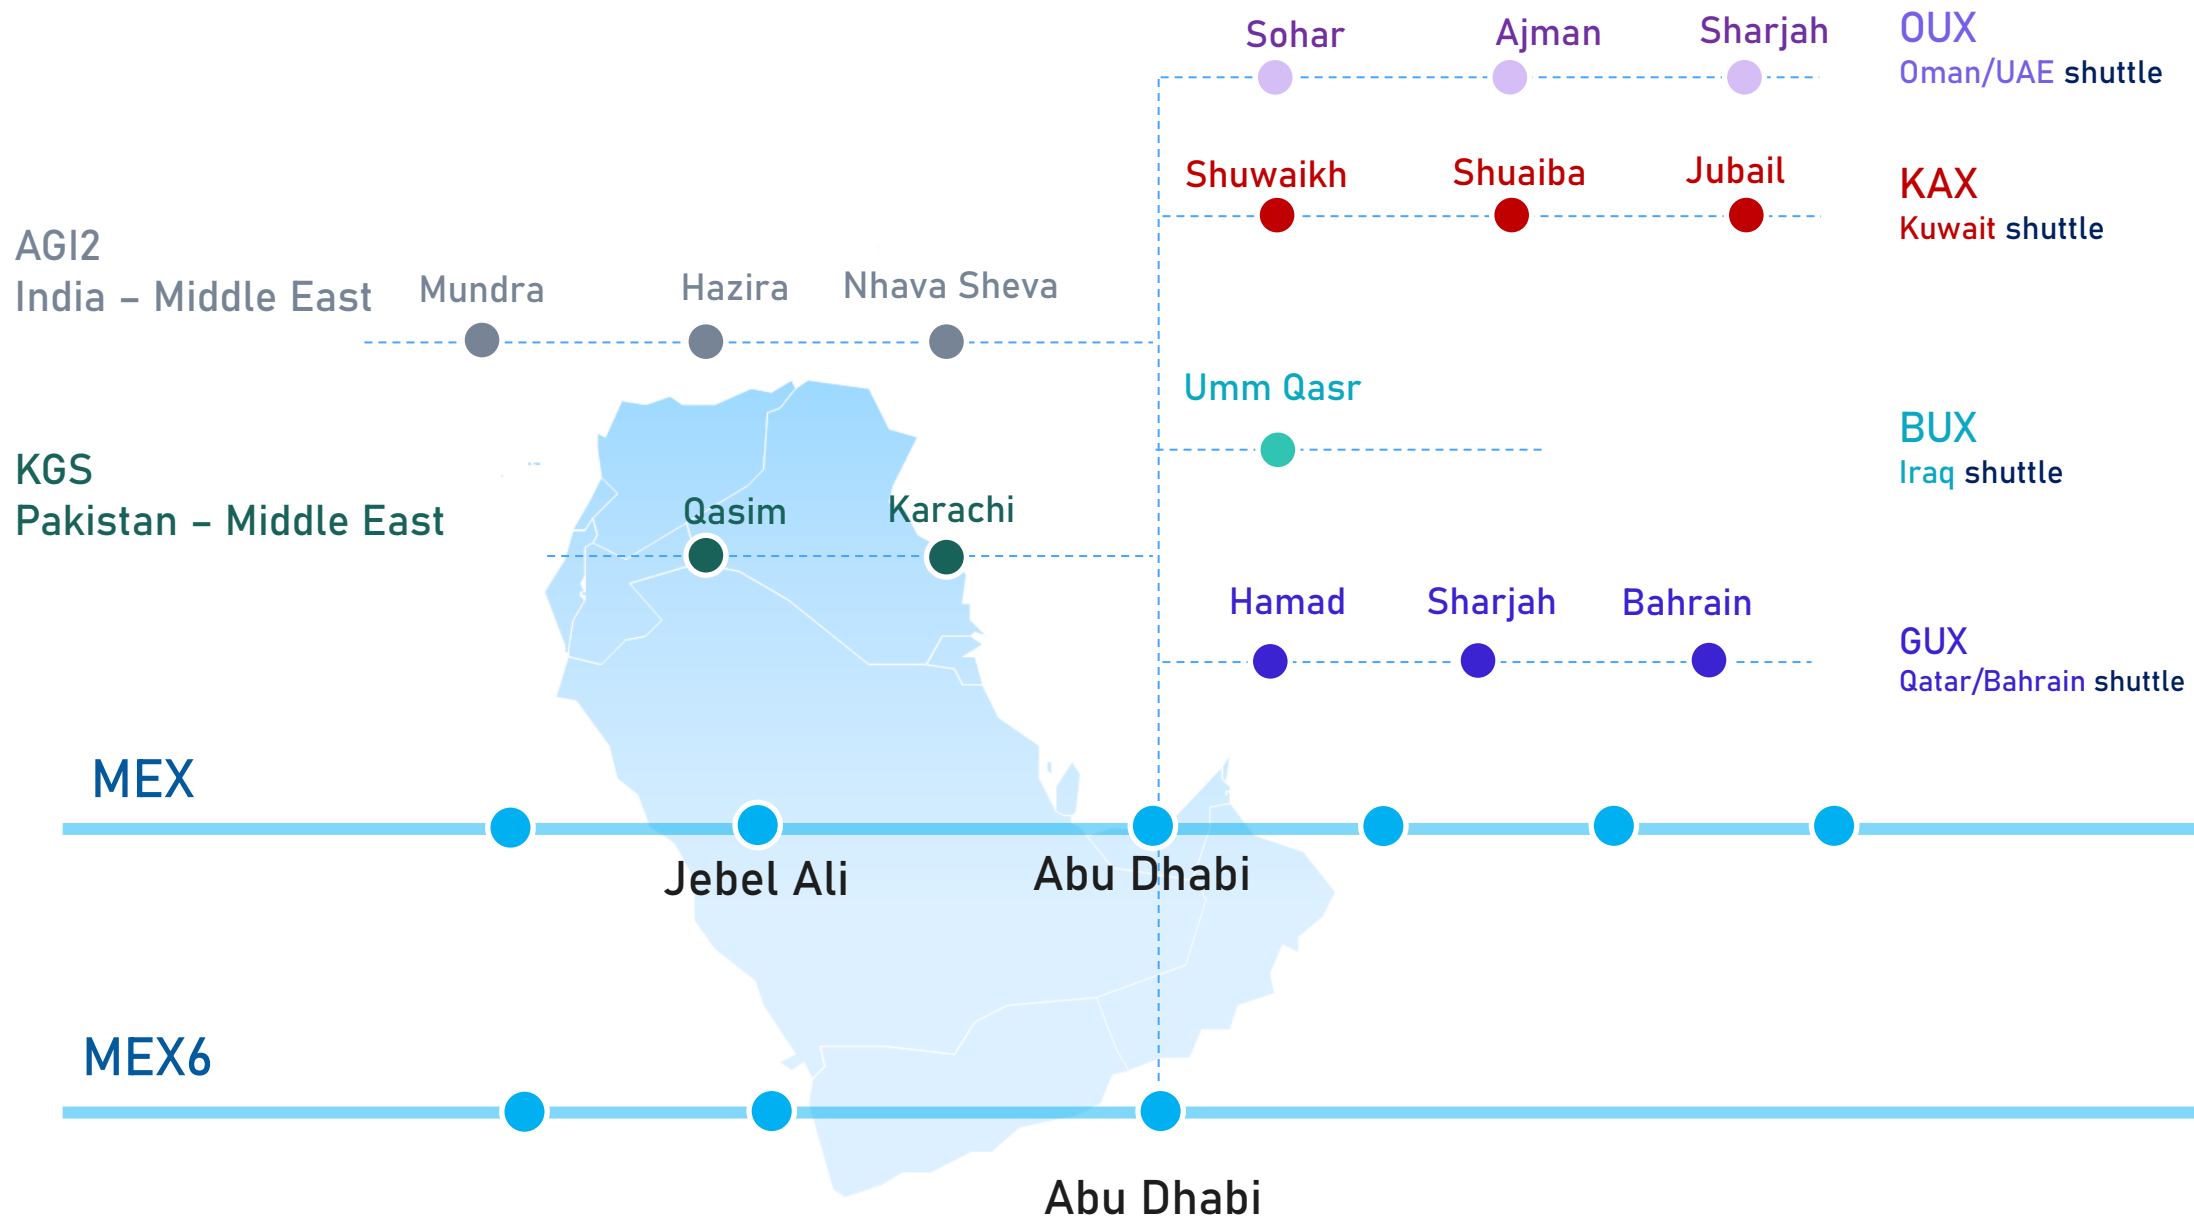 Sohar
Ajman
Sharjah
OUX
Oman/UAE shuttle
Shuwaikh
Shuaiba
Jubail
KAX
Kuwait shuttle
AGI2
India – Middle East
Mundra
Hazira
Nhava Sheva
Umm Qasr
BUX
Iraq shuttle
KGS
Pakistan – Middle East
Qasim
Karachi
Hamad
Sharjah
Bahrain
GUX
Qatar/Bahrain shuttle
MEX
Jebel Ali
Abu Dhabi
MEX6
Abu Dhabi